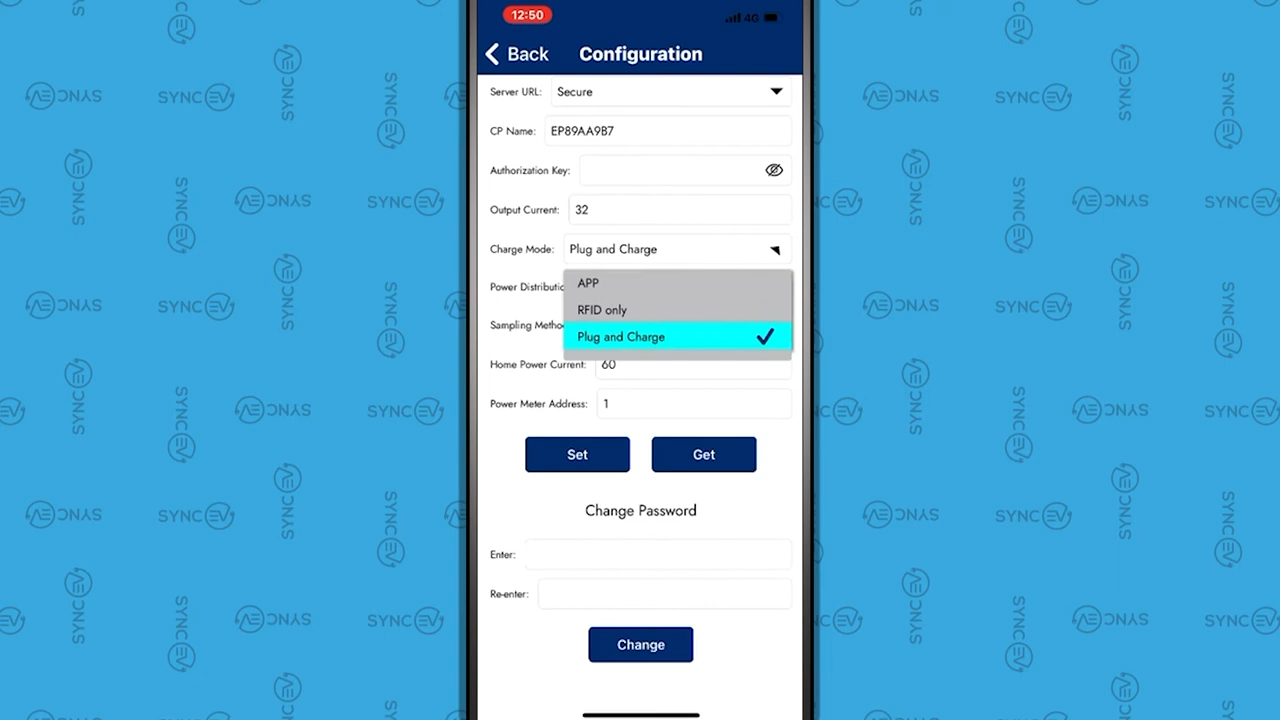 12:50
4G
Back
Configuration
Server URL: Secure
CP Name: EP89AA9B7
Authorization Key:
Output Current: 32
Charge Mode: Plug and Charge
APP
Power Distributio
RFID only
Sampling Metho
Plug and Charge
Home Power Current: 60
Power Meter Address: 1
Set Get
Change Password
Enter:
Re-enter:
Change
SYNC EV